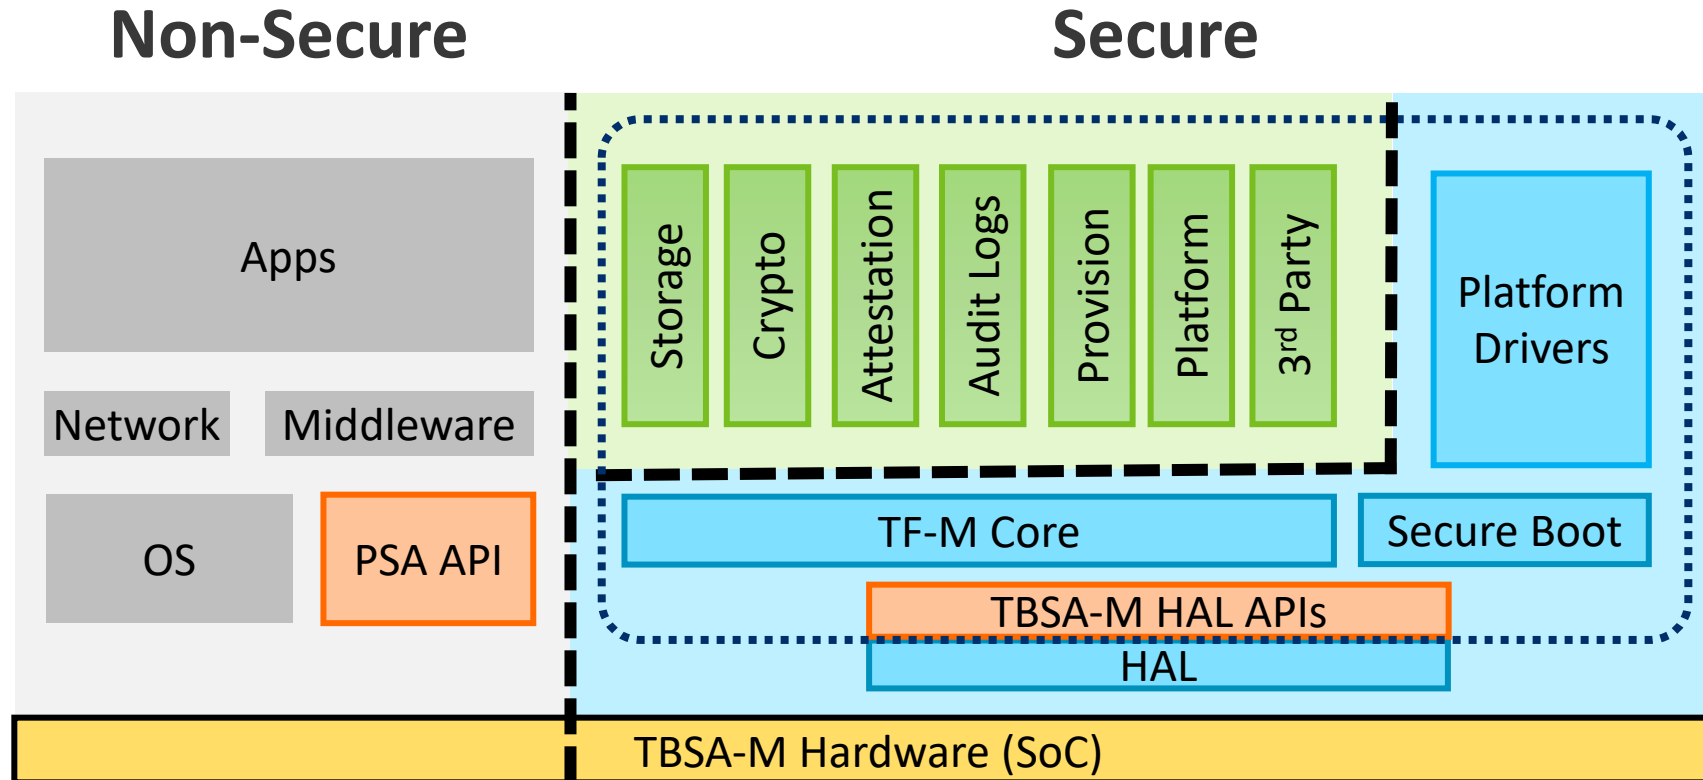 Non-Secure
Secure
Apps
Network
Middleware
OS
PSA API
Storage
Crypto
Attestation
Audit Logs
Provision
Platform
3rd Party
Platform
Drivers
TF-M Core
Secure Boot
TBSA-M HAL APIs
HAL
TBSA-M Hardware (SoC)